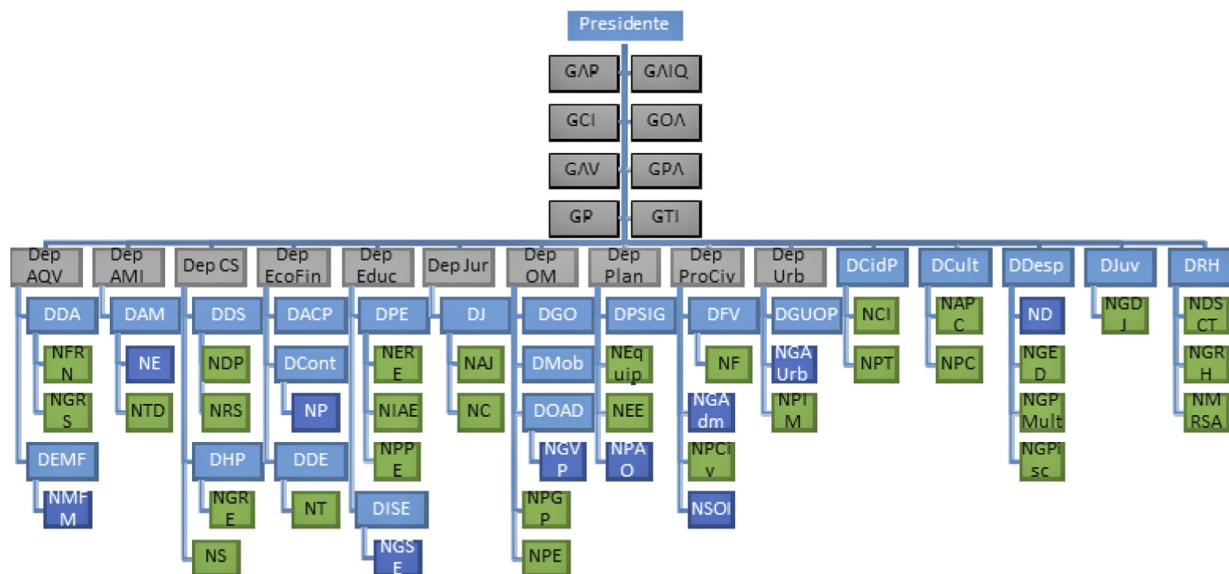 Presidente
GAP
GAIQ
GCI
GOA
GAV
GPA
GP
GTI
Dep
AQV
Dep
AMI
Dep CS
Dep
EcoFin
Dep
Educ
Dep Jur
Dep
OM
Dep
Plan
Dep
ProCiv
Dep
Urb
DCidP
DCult
DDesp
DJuv
DRH
DDA
NFR
N
NGR
S
DEMF
NMF
M
DAM
NE
NTD
DDS
NDP
NRS
DHP
NGR
E
NS
DACP
DCont
NP
DDE
NT
DPE
NER
E
NIAE
NPP
E
DISE
NGS
E
DJ
NAJ
NC
DGO
DMob
DOAD
NGV
P
NPG
P
NPE
DPSIG
NEq
uip
NEE
NPA
O
DFV
NF
NGA
dm
NPCi
v
NSOI
DGUOP
NGA
Urb
NPI
M
NCI
NPT
NAP
C
NPC
ND
NGE
D
NGP
Mult
NGPi
sc
NGD
J
NDS
CT
NGR
H
NM
RSA